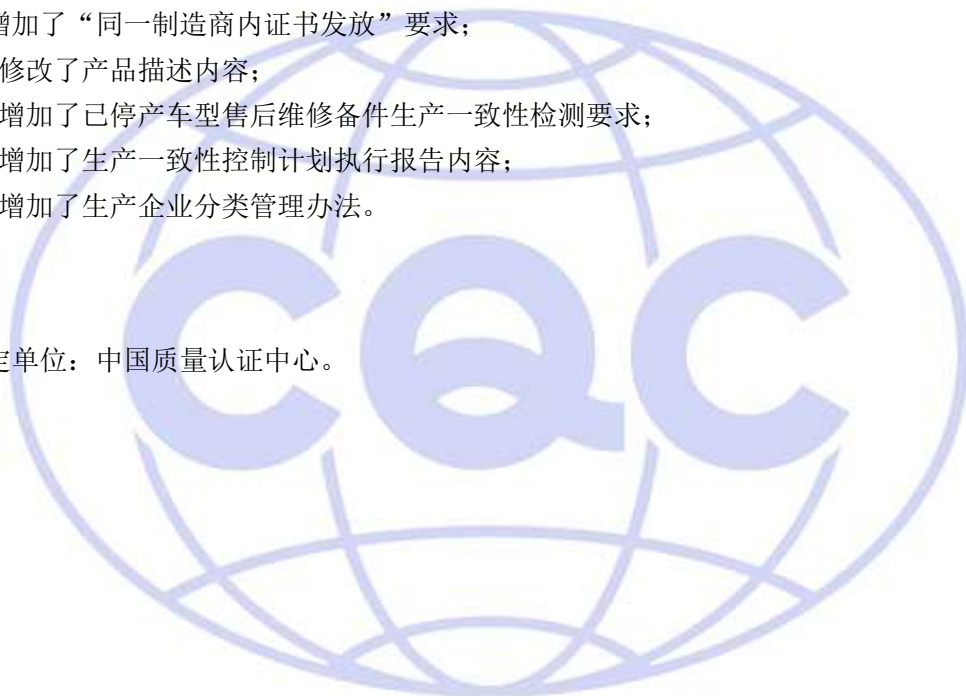 增加了“同一制造商内证书发放”要求；
修改了产品描述内容；
增加了已停产车型售后维修备件生产一致性检测要求；
增加了生产一致性控制计划执行报告内容；
增加了生产企业分类管理办法。
定单位：中国质量认证中心。
CQC